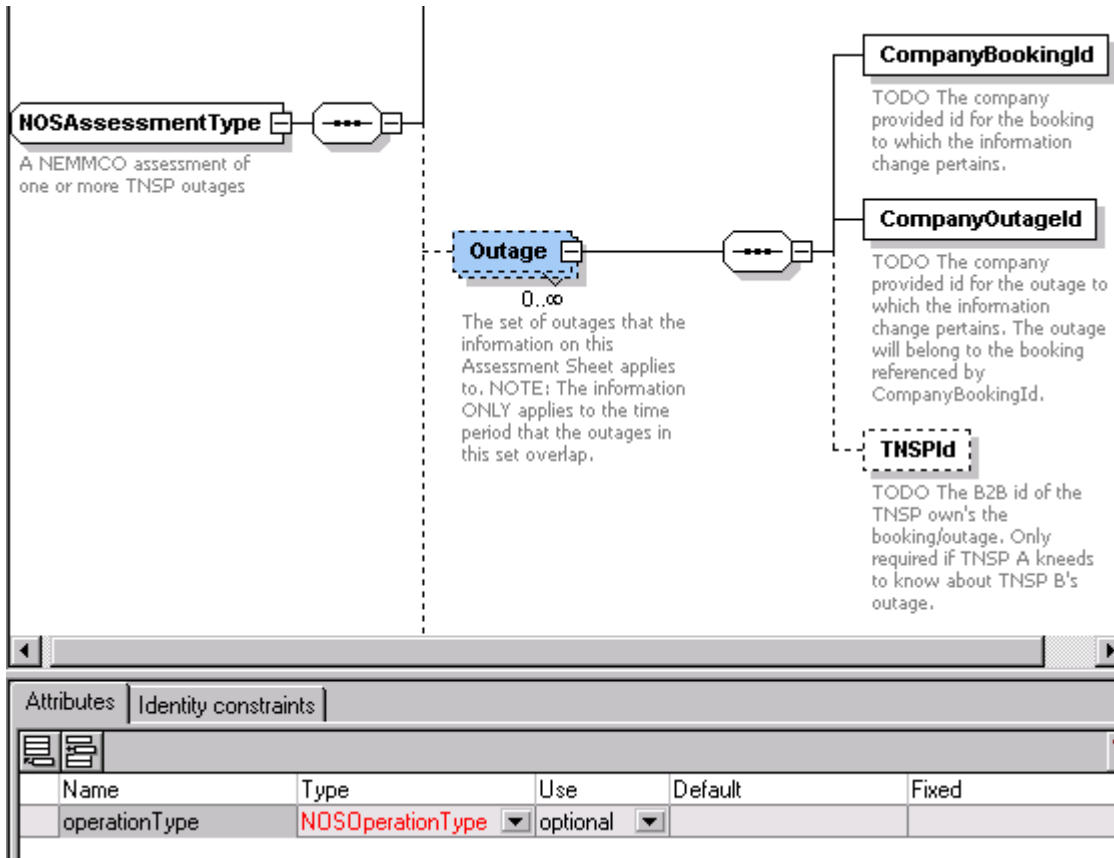 NOSAssessmentType
A NEMMCO assessment of
one or more TNSP outages
Outage
0..∞
The set of outages that the
information on this
Assessment Sheet applies
to. NOTE: The information
ONLY applies to the time
period that the outages in
this set overlap.
CompanyBookingId
TODO The company
provided id for the booking
to which the information
change pertains.
CompanyOutageId
TODO The company
provided id for the outage to
which the information
change pertains. The outage
will belong to the booking
referenced by
CompanyBookingId.
TNSPId
TODO The B2B id of the
TNSP own's the
booking/outage. Only
required if TNSP A kneeds
to know about TNSP B's
outage.
Attributes Identity constraints
Name Type Use Default Fixed
operationType NOSOperationType optional